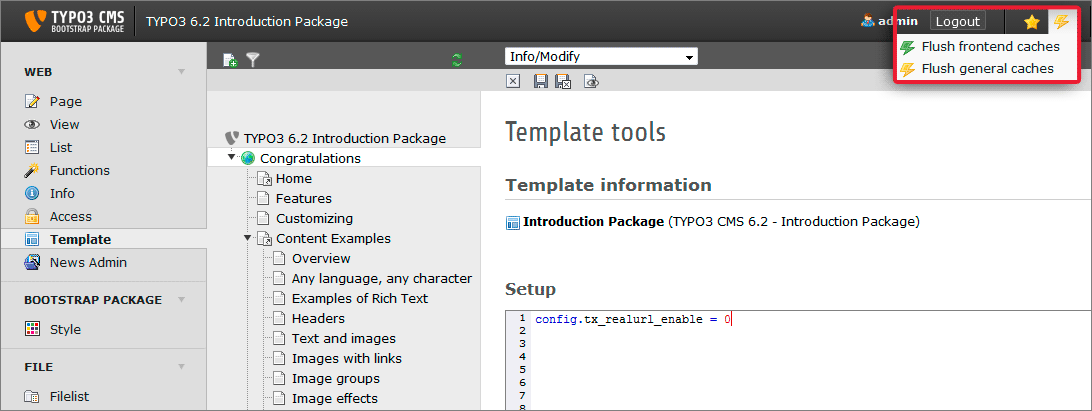 TYPO3 CMS
BOOTSTRAP PACKAGE
TYPO3 6.2 Introduction Package
admin
Logout
Flush frontend caches
Flush general caches
WEB
Page
View
List
Functions
Info
Access
Template
News Admin
BOOTSTRAP PACKAGE
Style
FILE
Filelist
TYPO3 6.2 Introduction Package
Congratulations
Home
Features
Customizing
Content Examples
Overview
Any language, any character
Examples of Rich Text
Headers
Text and images
Images with links
Image groups
Image effects
Info/Modify
Template tools
Template information
Introduction Package (TYPO3 CMS 6.2 - Introduction Package)
Setup
1 config.tx_realurl_enable = 0
2
3
4
5
6
7
8